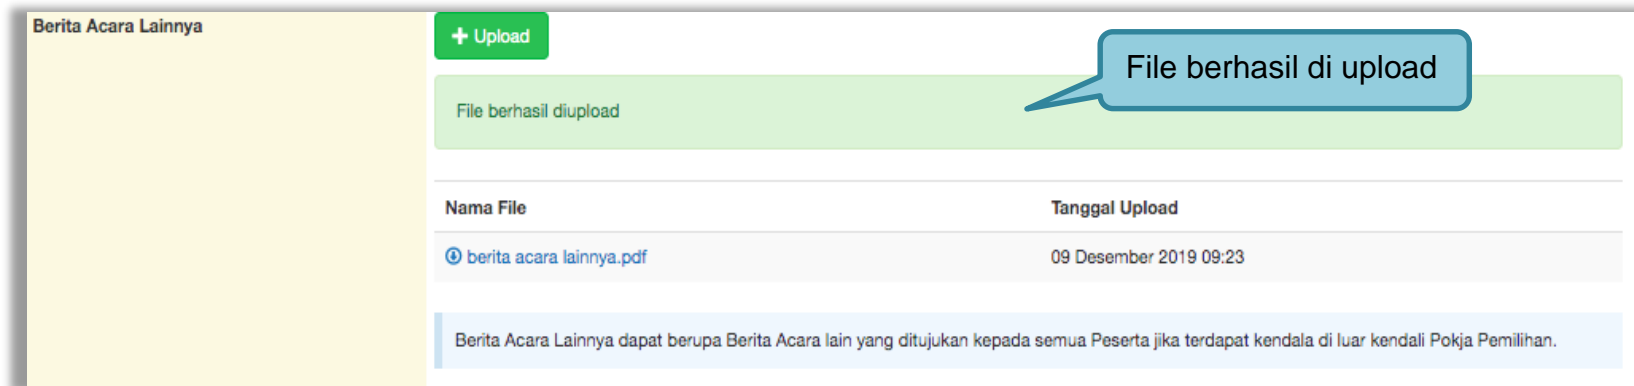 Berita Acara Lainnya
Upload
File berhasil di upload
File berhasil diupload
Nama File Tanggal Upload
berita acara lainnya.pdf 09 Desember 2019 09:23
Berita Acara Lainnya dapat berupa Berita Acara lain yang ditujukan kepada semua Peserta jika terdapat kendala di luar kendali Pokja Pemilihan.